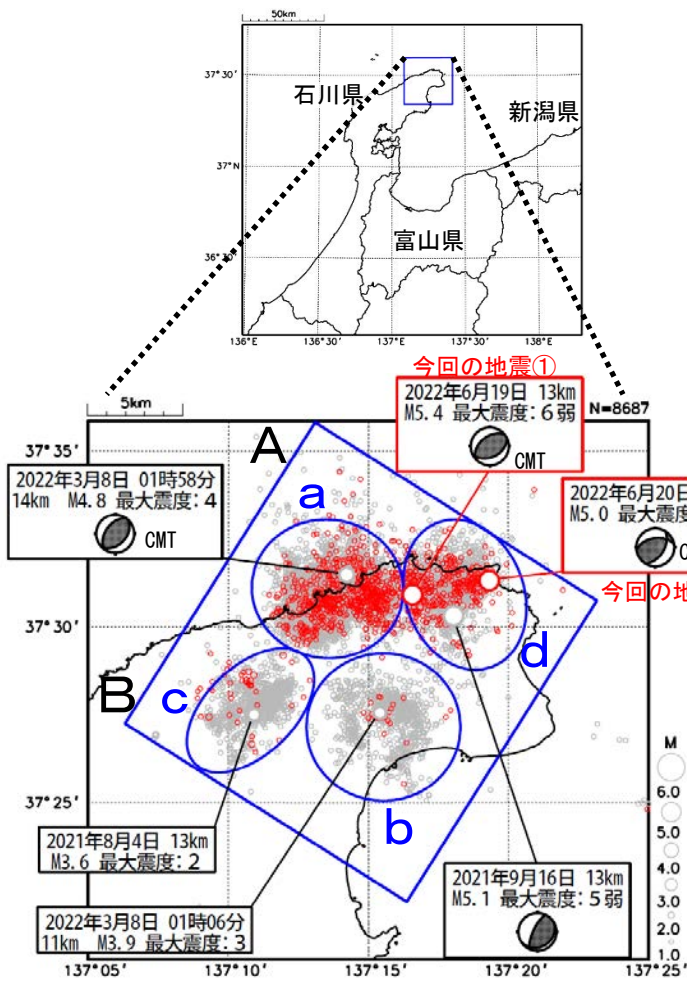 50km
37°30'
石川県
新潟県
37°N
富山県
36°30'
136°E
136°30'
137°E
137°30'
138°E
今回の地震①
5km
2022年6月19日 13km
M5.4 最大震度：6弱
CMT
N=8687
37°35'
A
2022年3月8日 01時58分
14km M4.8 最大震度：4
CMT
a
2022年6月20日
M5.0 最大震度
C
今回の地
37°30'
d
B
c
37°25'
b
M
6.0
5.0
4.0
3.0
2.0
1.0
2021年8月4日 13km
M3.6 最大震度：2
2022年3月8日 01時06分
11km M3.9 最大震度：3
2021年9月16日 13km
M5.1 最大震度：5弱
137°05'
137°10'
137°15'
137°20'
137°25'